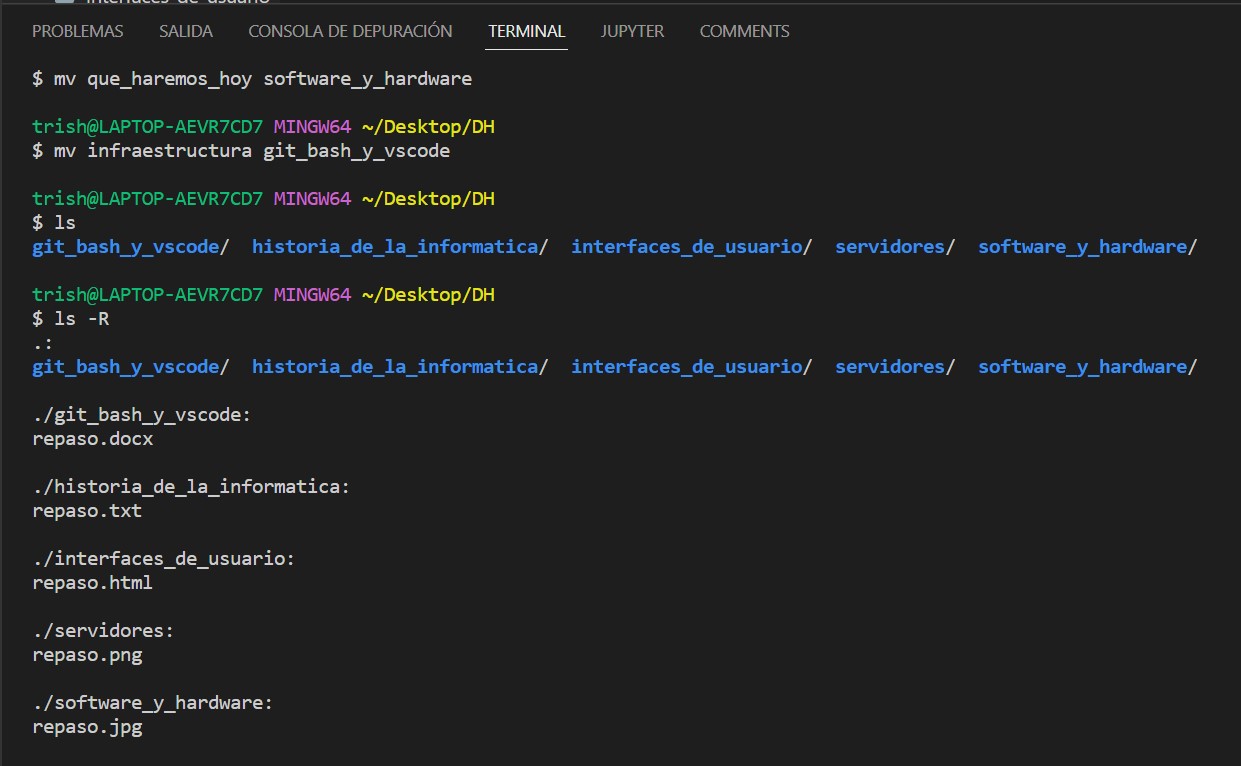 interfaces de usuario
PROBLEMAS SALIDA CONSOLA DE DEPURACIÓN TERMINAL JUPYTER COMMENTS
$ mv que_haremos_hoy software_y_hardware
trish@LAPTOP-AEVR7CD7 MINGW64 ~/Desktop/DH
$ mv infraestructura git_bash_y_vscode
trish@LAPTOP-AEVR7CD7 MINGW64 ~/Desktop/DH
$ ls
git_bash_y_vscode/ historia_de_la_informatica/ interfaces_de_usuario/ servidores/ software_y_hardware/
trish@LAPTOP-AEVR7CD7 MINGW64 ~/Desktop/DH
$ ls -R
.:
git_bash_y_vscode/ historia_de_la_informatica/ interfaces_de_usuario/ servidores/ software_y_hardware/
./git_bash_y_vscode:
repaso.docx
./historia_de_la_informatica:
repaso.txt
./interfaces_de_usuario:
repaso.html
./servidores:
repaso.png
./software_y_hardware:
repaso.jpg